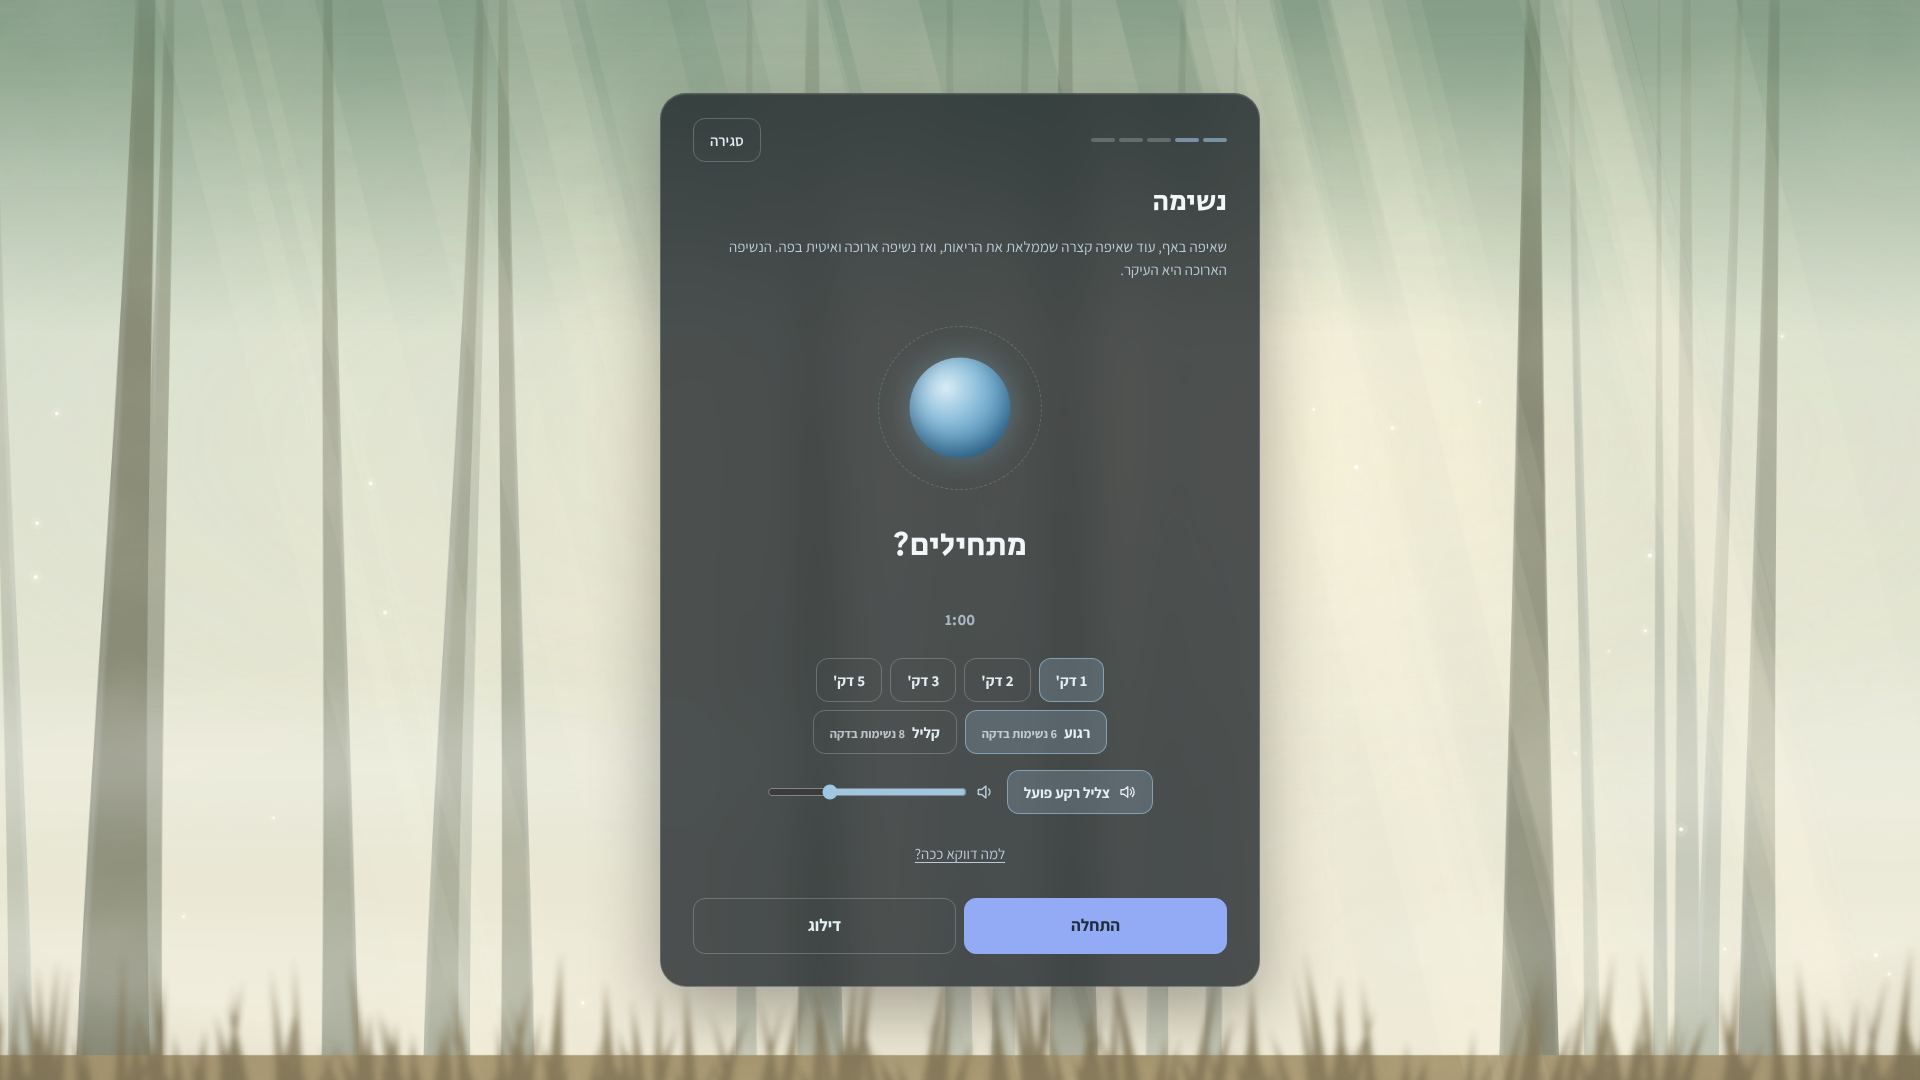 סגירה
נשימה
שאיפה באף, עוד שאיפה קצרה שממלאת את הריאות, ואז נשיפה ארוכה ואיטית בפה. הנשיפה
הארוכה היא העיקר.
מתחילים?
1:00
1 דק' 2 דק' 3 דק' 5 דק'
רגוע 6 נשימות בדקה קליל 8 נשימות בדקה
צליל רקע פועל
למה דווקא ככה?
התחלה דילוג